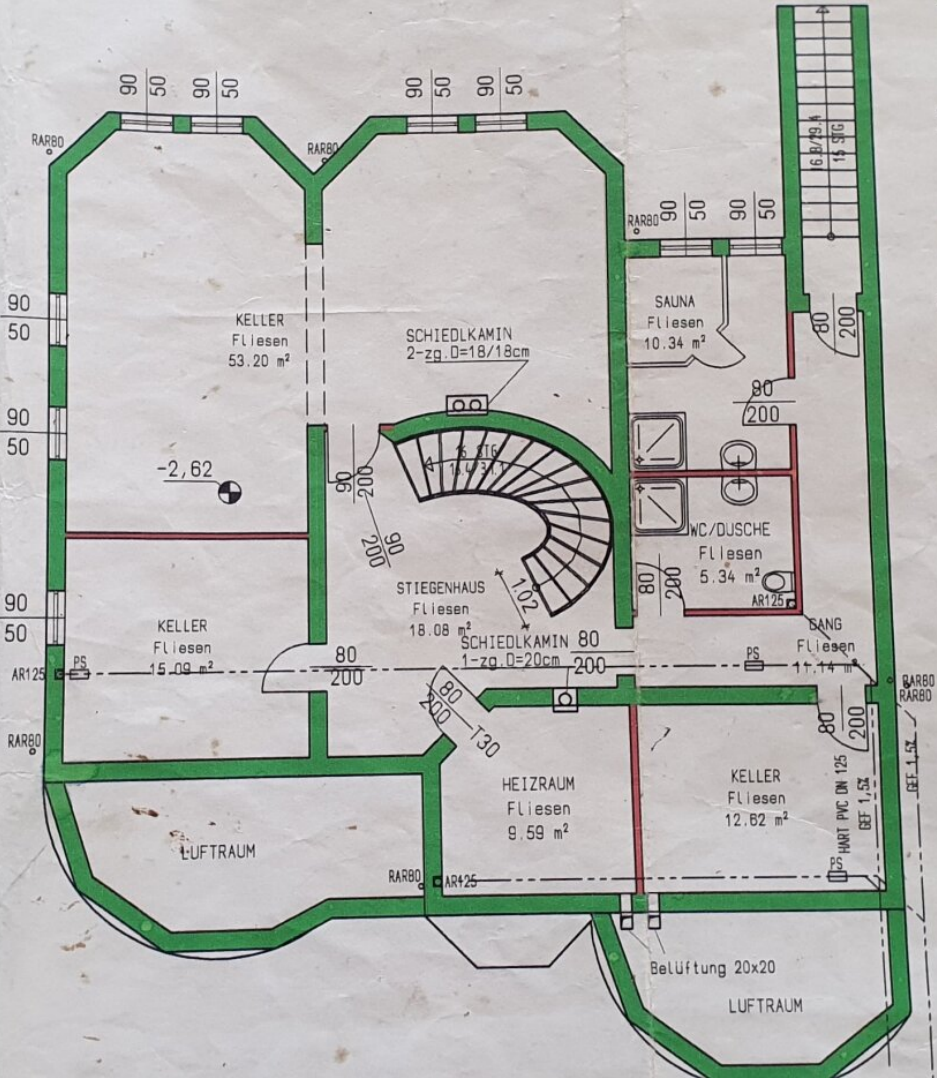 90
50
90
50
90
50
90
50
RAR80
RAR80
RAR80
90
50
90
50
15 STG
90
50
KELLER
Fliesen
53.20 m²
SCHIEDLKAMIN
2-zg.D=18/18cm
SAUNA
Fliesen
10.34 m²
80
200
90
50
80
200
-2,62
16 STG
90
200
90
200
WC/DUSCHE
Fliesen
5.34 m²
80
200
AR125
90
50
KELLER
Fliesen
15.09 m²
STIEGENHAUS
Fliesen
18.08 m²
1.02
SCHIEDLKAMIN
1-zg.D=20cm
80
200
GANG
Fliesen
11.14 m²
AR125
PS
80
200
PS
RAR80
RAR80
RAR80
80
200
T30
80
200
HEIZRAUM
Fliesen
9.59 m²
KELLER
Fliesen
12.62 m²
HART PVC DN 125
GEF 1,5%
GEF 1,5%
LUFTRAUM
RAR80
AR125
PS
Belüftung 20x20
LUFTRAUM